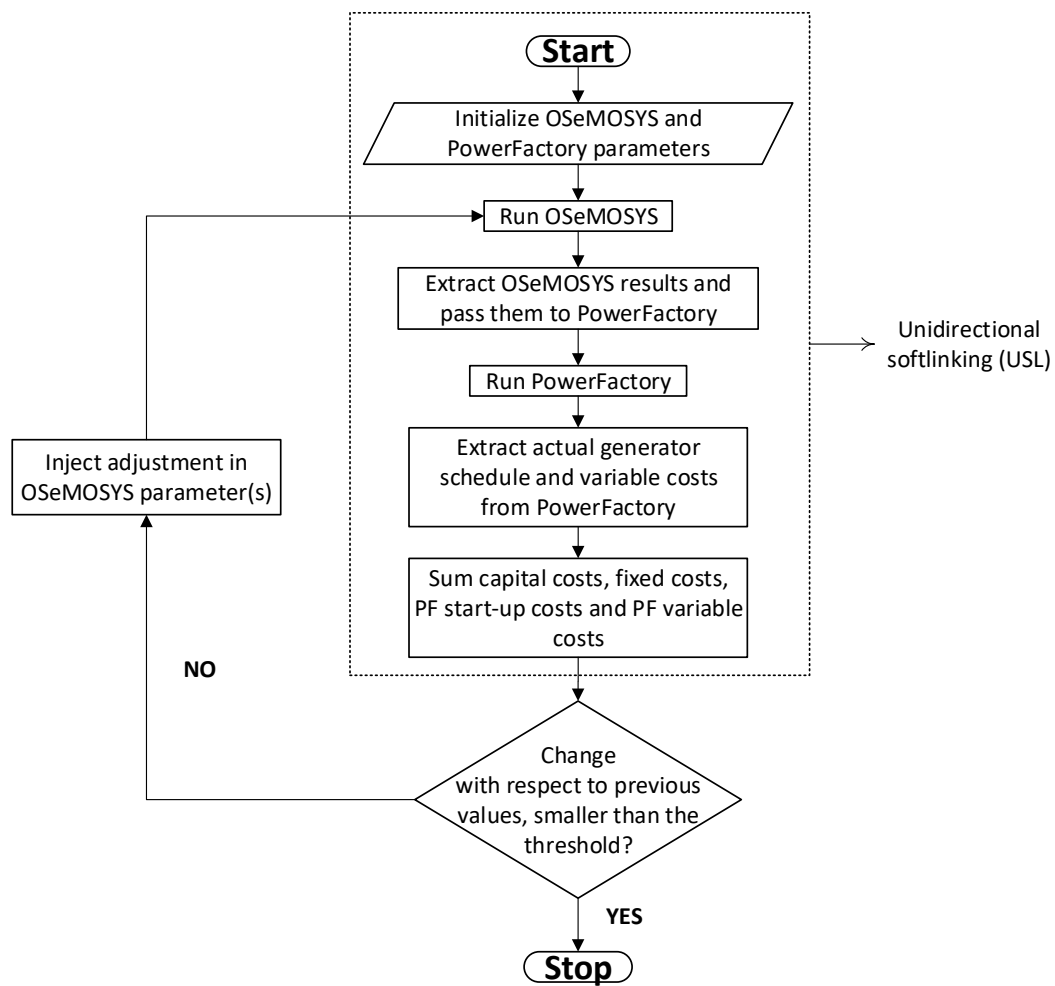 Start
Initialize OSeMOSYS and
PowerFactory parameters
Run OSeMOSYS
Extract OSeMOSYS results and
pass them to PowerFactory
Unidirectional
softlinking (USL)
Run PowerFactory
Extract actual generator
schedule and variable costs
from PowerFactory
Inject adjustment in
OSeMOSYS parameter(s)
Sum capital costs, fixed costs,
PF start-up costs and PF variable
costs
NO
Change
with respect to previous
values, smaller than the
threshold?
YES
Stop